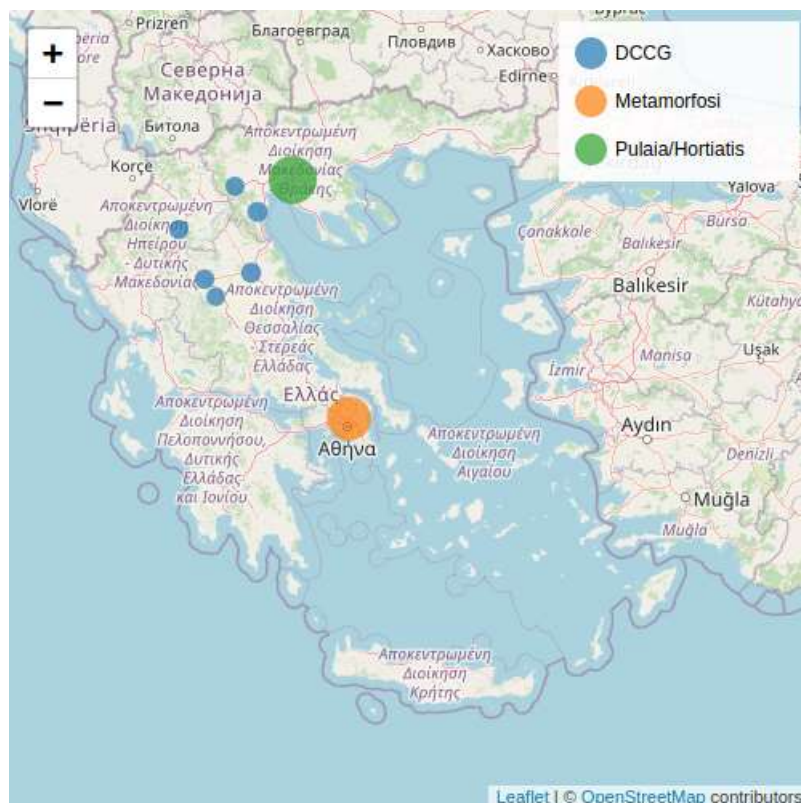 Prizren
Благоевград
Пловдив
Хасково
Edirne
+
−
Северна
Македонија
Shqipëria
Битола
Korçë
Vlorë
DCCG
Metamorfosi
Pulaia/Hortiatis
Yalova
Bursa
Çanakkale
Balıkesir
Balıkesir
Kütahya
Αποκεντρωμένη
Διοίκηση
Μακεδονίας
Θράκης
Αποκεντρωμένη
Διοίκηση
Ηπείρου
- Δυτικής
Μακεδονίας
Αποκεντρωμένη
Διοίκηση
Θεσσαλίας
Στερεάς
Ελλάδας
Manisa
Uşak
İzmir
Ελλάς
Αποκεντρωμένη
Διοίκηση
Πελοποννήσου,
Δυτικής
Ελλάδας
και Ιονίου
Αθήνα
Αποκεντρωμένη
Διοίκηση
Αιγαίου
Aydın
Denizli
Muğla
Muğla
Αποκεντρωμένη
Διοίκηση
Κρήτης
Leaflet | © OpenStreetMap contributors